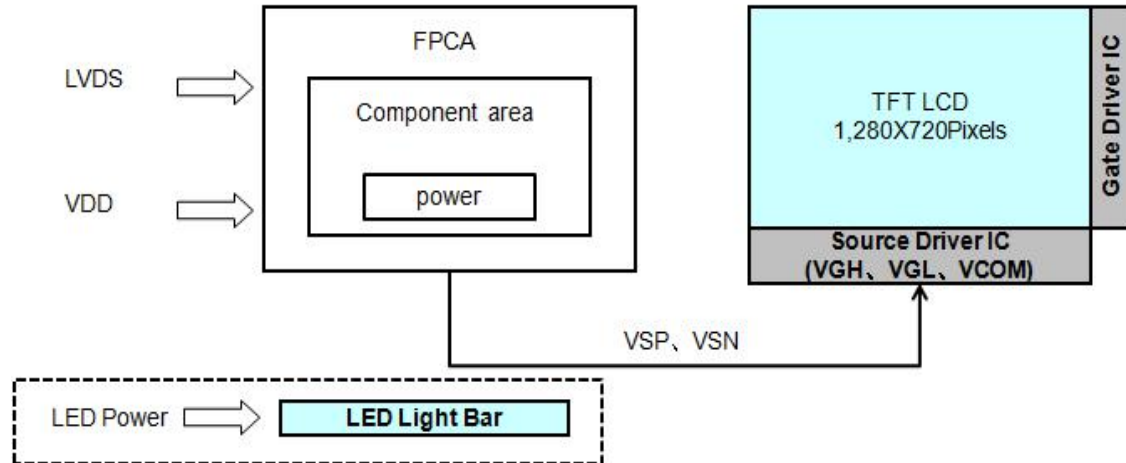 FPCA
LVDS
Component area
VDD
power
TFT LCD
1,280X720Pixels
Gate Driver IC
Source Driver IC
(VGH、VGL、VCOM)
VSP、VSN
LED Power
LED Light Bar